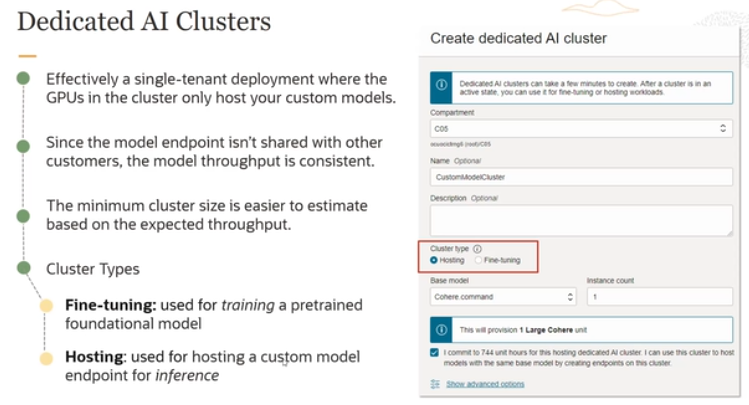 Dedicated AI Clusters
Effectively a single-tenant deployment where the
GPUs in the cluster only host your custom models.
Since the model endpoint isn't shared with other
customers, the model throughput is consistent.
The minimum cluster size is easier to estimate
based on the expected throughput.
Cluster Types
Fine-tuning: used for training a pretrained
foundational model
Hosting: used for hosting a custom model
endpoint for inference
Create dedicated AI cluster
Dedicated AI clusters can take a few minutes to create. After a cluster is in an
active state, you can use it for fine-tuning or hosting workloads.
Compartment
C05
Name Optional
CustomModelCluster
Description Optional
Cluster type
Hosting Fine-tuning
Base model Instance count
Cohere.command 1
This will provision 1 Large Cohere unit
I commit to 744 unit hours for this hosting dedicated AI cluster. I can use this cluster to host
models with the same base model by creating endpoints on this cluster.
Show advanced options